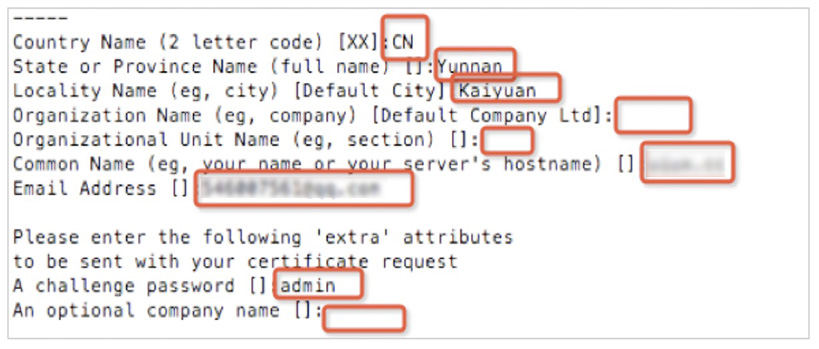 -----
Country Name (2 letter code) [XX]:CN
State or Province Name (full name) []:Yunnan
Locality Name (eg, city) [Default City]:Kaiyuan
Organization Name (eg, company) [Default Company Ltd]:
Organizational Unit Name (eg, section) []:
Common Name (eg, your name or your server's hostname) []
Email Address []

Please enter the following 'extra' attributes
to be sent with your certificate request
A challenge password []:admin
An optional company name []: